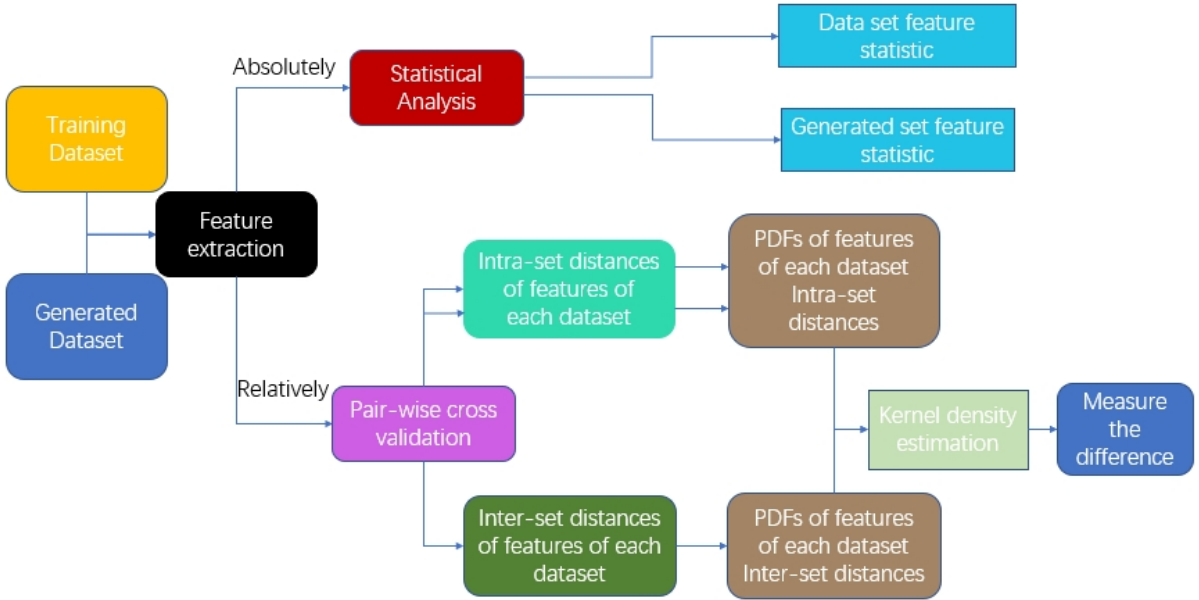 Training
Dataset
Generated
Dataset
Feature
extraction
Absolutely
Statistical
Analysis
Data set feature
statistic
Generated set feature
statistic
Relatively
Pair-wise cross
validation
Intra-set distances
of features of
each dataset
PDFs of features
of each dataset
Intra-set
distances
Inter-set distances
of features of each
dataset
PDFs of features
of each dataset
Inter-set distances
Kernel density
estimation
Measure
the
difference